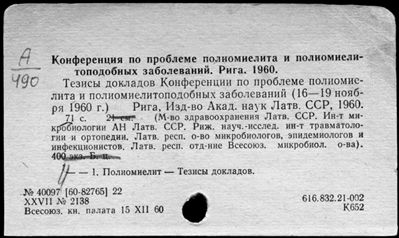 А
490
Конференция по проблеме полиомиелита и полиомиели-
топодобных заболеваний. Рига. 1960.
Тезисы докладов Конференции по проблеме полиомие-
лита и полиомиелитоподобных заболеваний (16—19 нояб-
ря 1960 г.) Рига, Изд-во Акад. наук Латв. ССР, 1960.
71 с. 21 см. (М-во здравоохранения Латв. ССР. Ин-т ми-
кробиологии АН Латв. ССР. Риж. науч.-исслед. ин-т травматоло-
гии и ортопедии. Латв. респ. о-во микробиологов, эпидемиологов и
инфекционистов. Латв. респ. отд-ние Всесоюз. микробиол. о-ва).
400 экз. Б. ц.
— 1. Полиомиелит — Тезисы докладов.
№ 40097 [60-82765] 22
XXVII № 2138
Всесоюз. кн. палата 15 XII 60
616.832.21-002
К652